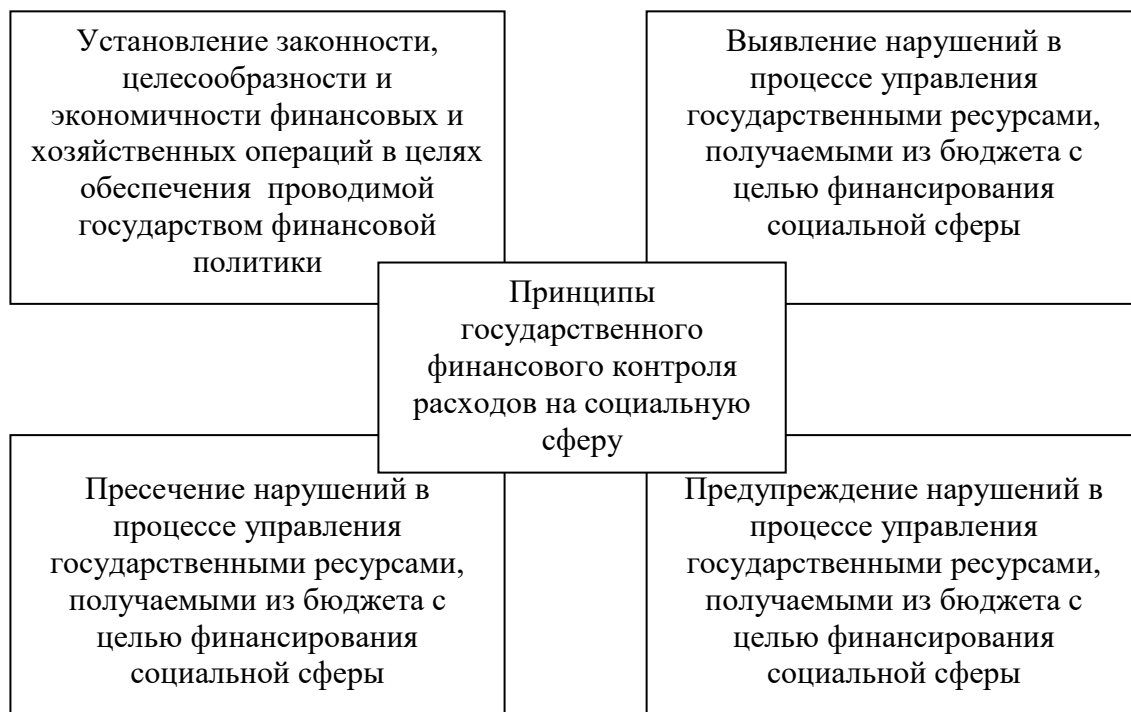 Установление законности,
целесообразности и
экономичности финансовых и
хозяйственных операций в целях
обеспечения  проводимой
государством финансовой
политики
Выявление нарушений в
процессе управления
государственными ресурсами,
получаемыми из бюджета с
целью финансирования
социальной сферы
Принципы
государственного
финансового контроля
расходов на социальную
сферу
Пресечение нарушений в
процессе управления
государственными ресурсами,
получаемыми из бюджета с
целью финансирования
социальной сферы
Предупреждение нарушений в
процессе управления
государственными ресурсами,
получаемыми из бюджета с
целью финансирования
социальной сферы